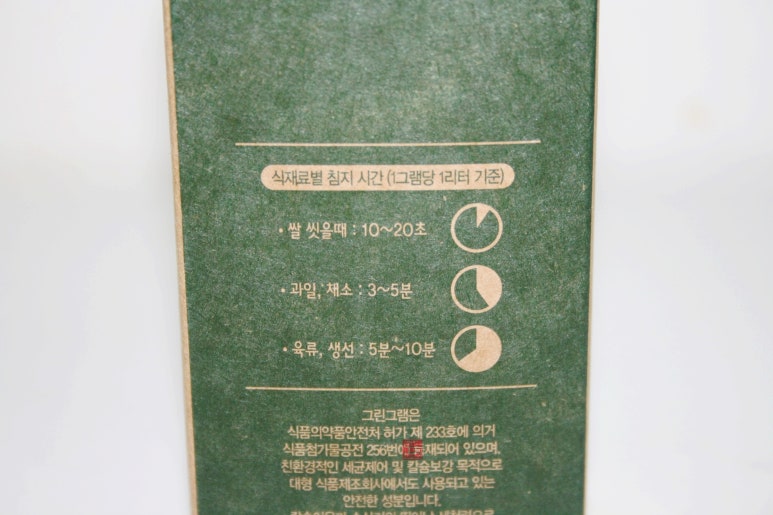 식재료별 침지 시간 (1그램당 1리터 기준)
• 쌀 씻을때 : 10~20초
• 과일, 채소 : 3~5분
• 육류, 생선 : 5분~10분
그린그램은
식품의약품안전처 허가 제 233호에 의거
식품첨가물공전 256번에 등재되어 있으며,
친환경적인 세균제어 및 칼슘보강 목적으로
대형 식품제조회사에서도 사용되고 있는
안전한 성분입니다.